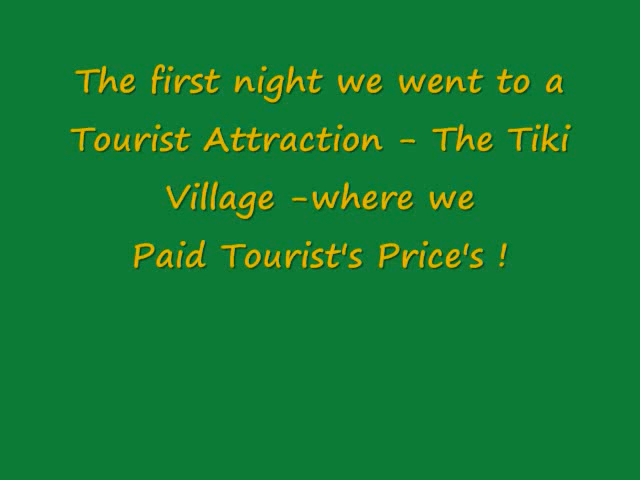 The first night we went to a
Tourist Attraction - The Tiki
Village -where we
Paid Tourist's Price's !